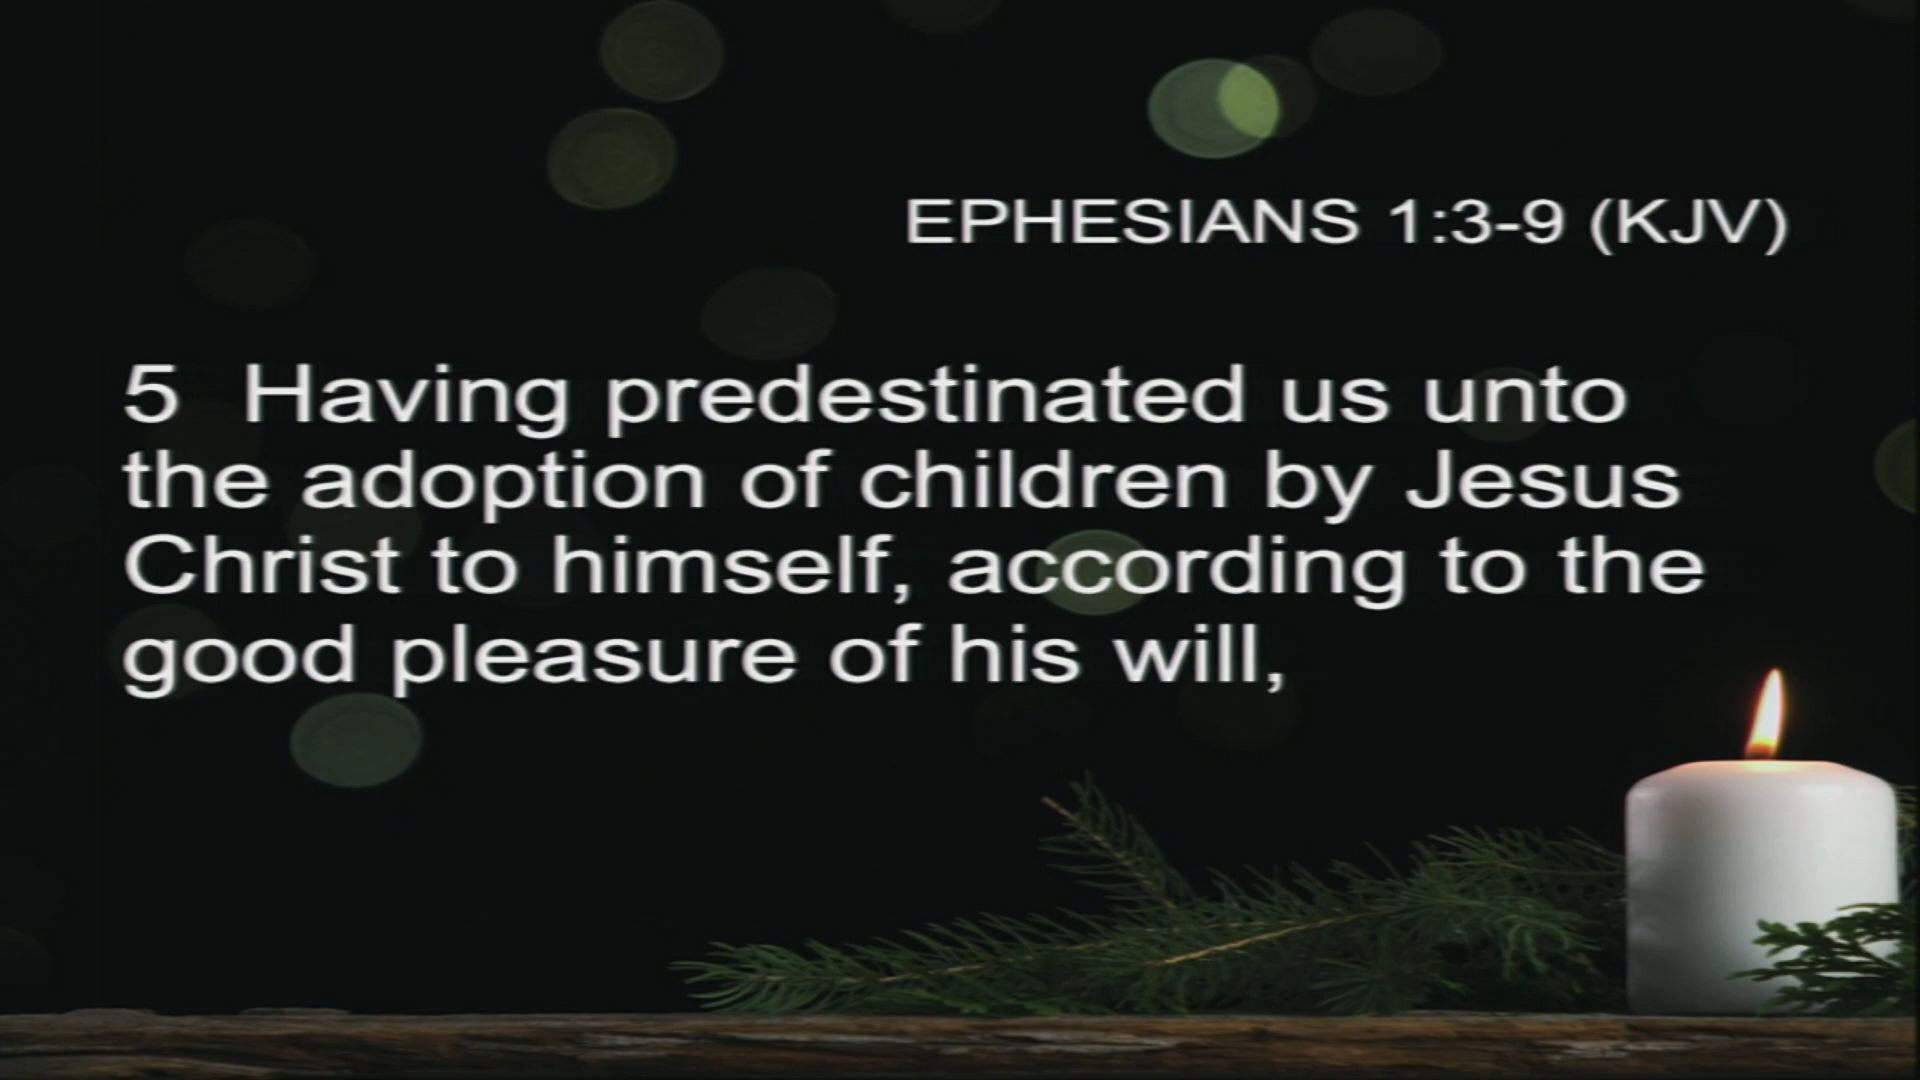 EPHESIANS 1:3-9 (KJV)
5 Having predestinated us unto
the adoption of children by Jesus
Christ to himself, according to the
good pleasure of his will,